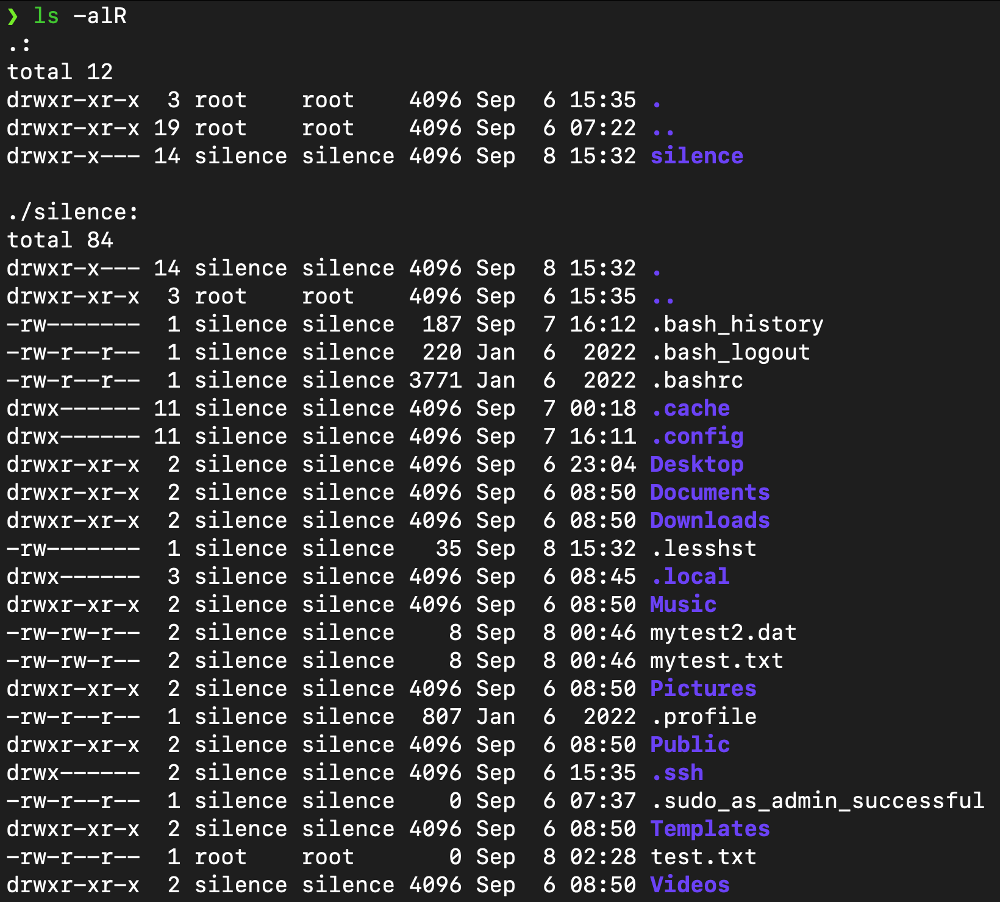 ❯ ls -alR
.:
total 12
drwxr-xr-x  3 root    root    4096 Sep  6 15:35 .
drwxr-xr-x 19 root    root    4096 Sep  6 07:22 ..
drwxr-x--- 14 silence silence 4096 Sep  8 15:32 silence

./silence:
total 84
drwxr-x--- 14 silence silence 4096 Sep  8 15:32 .
drwxr-xr-x  3 root    root    4096 Sep  6 15:35 ..
-rw-------  1 silence silence  187 Sep  7 16:12 .bash_history
-rw-r--r--  1 silence silence  220 Jan  6  2022 .bash_logout
-rw-r--r--  1 silence silence 3771 Jan  6  2022 .bashrc
drwx------ 11 silence silence 4096 Sep  7 00:18 .cache
drwx------ 11 silence silence 4096 Sep  7 16:11 .config
drwxr-xr-x  2 silence silence 4096 Sep  6 23:04 Desktop
drwxr-xr-x  2 silence silence 4096 Sep  6 08:50 Documents
drwxr-xr-x  2 silence silence 4096 Sep  6 08:50 Downloads
-rw-------  1 silence silence   35 Sep  8 15:32 .lesshst
drwx------  3 silence silence 4096 Sep  6 08:45 .local
drwxr-xr-x  2 silence silence 4096 Sep  6 08:50 Music
-rw-rw-r--  2 silence silence    8 Sep  8 00:46 mytest2.dat
-rw-rw-r--  2 silence silence    8 Sep  8 00:46 mytest.txt
drwxr-xr-x  2 silence silence 4096 Sep  6 08:50 Pictures
-rw-r--r--  1 silence silence  807 Jan  6  2022 .profile
drwxr-xr-x  2 silence silence 4096 Sep  6 08:50 Public
drwx------  2 silence silence 4096 Sep  6 15:35 .ssh
-rw-r--r--  1 silence silence    0 Sep  6 07:37 .sudo_as_admin_successful
drwxr-xr-x  2 silence silence 4096 Sep  6 08:50 Templates
-rw-r--r--  1 root    root       0 Sep  8 02:28 test.txt
drwxr-xr-x  2 silence silence 4096 Sep  6 08:50 Videos